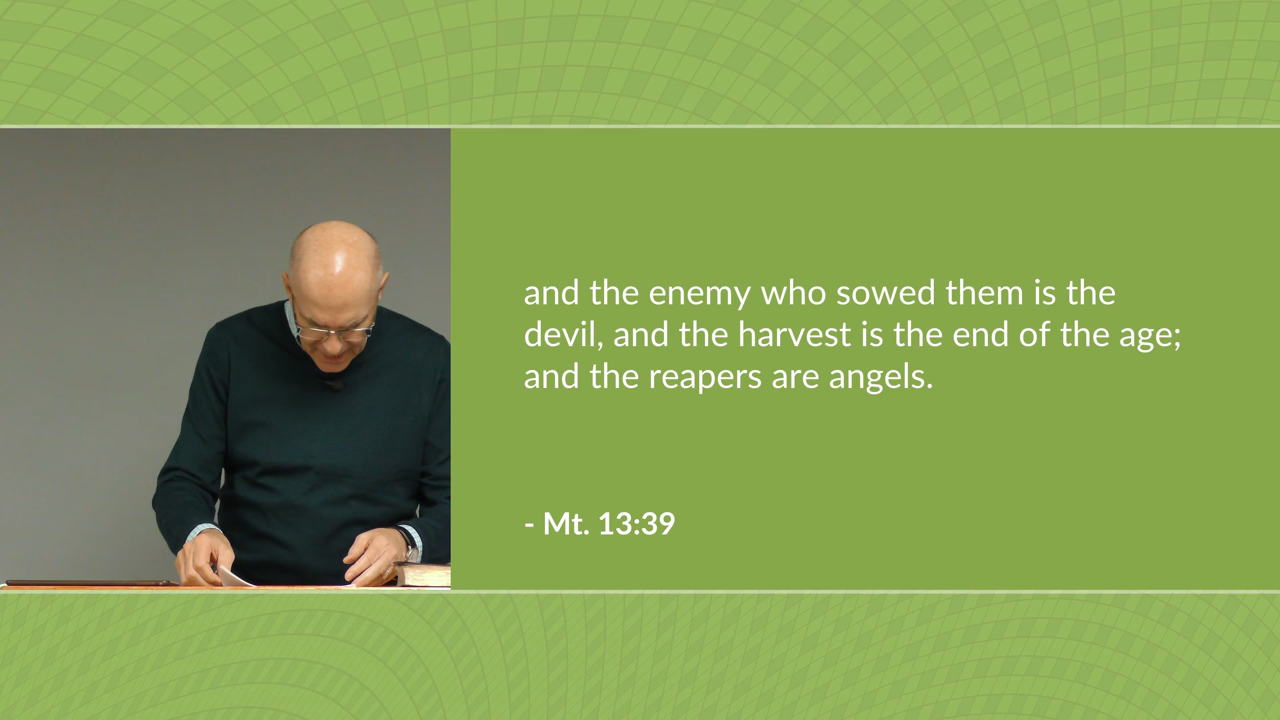 and the enemy who sowed them is the
devil, and the harvest is the end of the age;
and the reapers are angels.
- Mt. 13:39